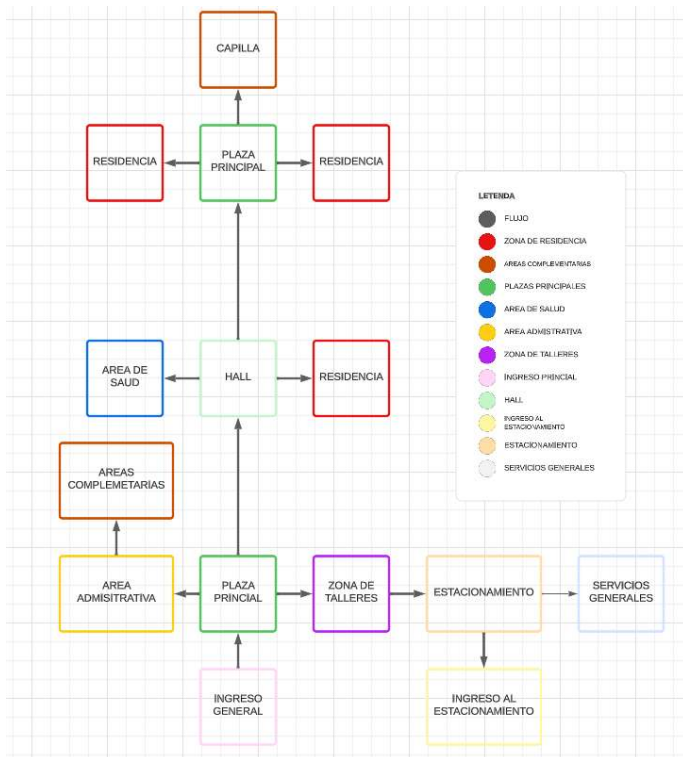 CAPILLA
RESIDENCIA
PLAZA
PRINCIPAL
RESIDENCIA
AREA DE
SAUD
HALL
RESIDENCIA
AREAS
COMPLEMETARIAS
AREA
ADMISITRATIVA
PLAZA
PRINCIAL
ZONA DE
TALLERES
ESTACIONAMIENTO
SERVICIOS
GENERALES
INGRESO
GENERAL
INGRESO AL
ESTACIONAMIENTO
LETENDA
FLUJO
ZONA DE RESIDENCIA
AREAS COMPLEMENTARIAS
PLAZAS PRINCIPALES
AREA DE SALUD
AREA ADMISTRATIVA
ZONA DE TALLERES
INGRESO PRINCIAL
HALL
INGRESO AL
ESTACIONAMIENTO
ESTACIONAMIENTO
SERVICIOS GENERALES